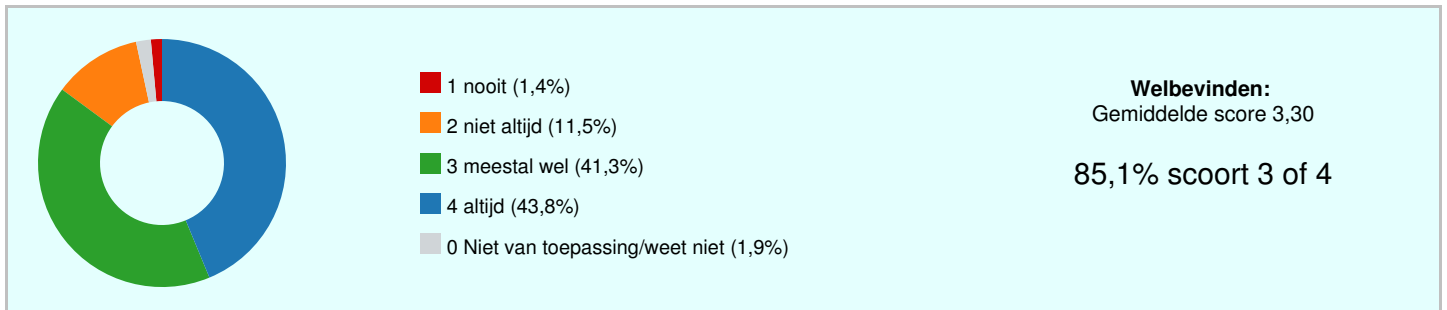 1 nooit (1,4%)
2 niet altijd (11,5%)
3 meestal wel (41,3%)
4 altijd (43,8%)
0 Niet van toepassing/weet niet (1,9%)
Welbevinden:
Gemiddelde score 3,30
85,1% scoort 3 of 4